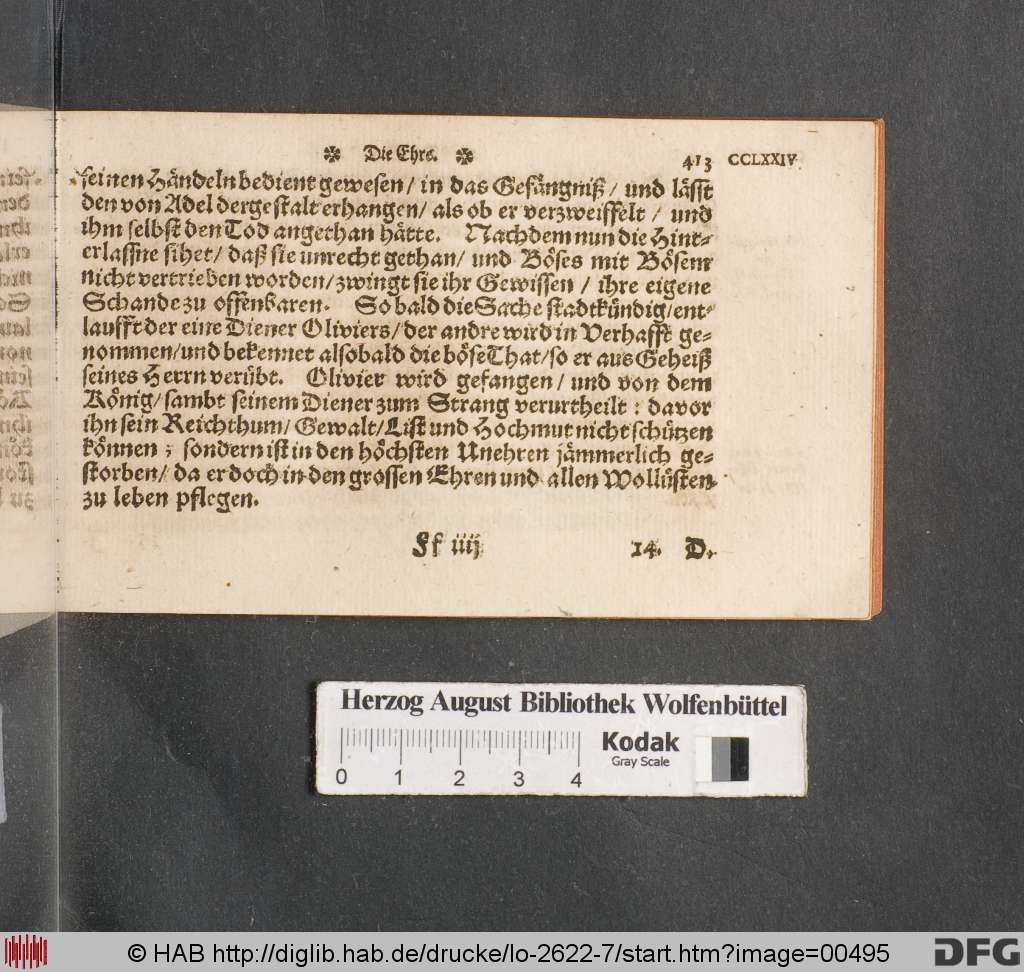 Die Ehre. 413 CCLXXIV
seinen Händeln bedient gewesen/ in das Gefängniß/ und lässt
den von Adel dergestalt erhangen/ als ob er verzweiffelt / und
ihm selbst den Tod angethan hätte. Nachdem nun die Hint-
erlassne sihet/ daß sie unrecht gethan/ und Böses mit Bösem
nicht vertrieben worden/zwingt sie ihr Gewissen / ihre eigene
Schande zu offenbaren. So bald die Sache stadtkündig/ent-
laufft der eine Diener Oliviers/der andre wird in Verhafft ge-
nommen/und bekennet alsobald die böse That/so er aus Geheiß
seines Herrn verübt. Olivier wird gefangen/ und von dem
König/sambt seinem Diener zum Strang verurtheilt: davor
ihn sein Reichthum/ Gewalt/List und Hochmut nicht schützen
können; sondern ist in den höchsten Unehren jämmerlich ge-
storben/ da er doch in den grossen Ehren und allen Wollüsten
zu leben pflegen.
Ff iiij 14. D.
Herzog August Bibliothek Wolfenbüttel
Kodak
Gray Scale
0 1 2 3 4
© HAB http://diglib.hab.de/drucke/lo-2622-7/start.htm?image=00495
DFG